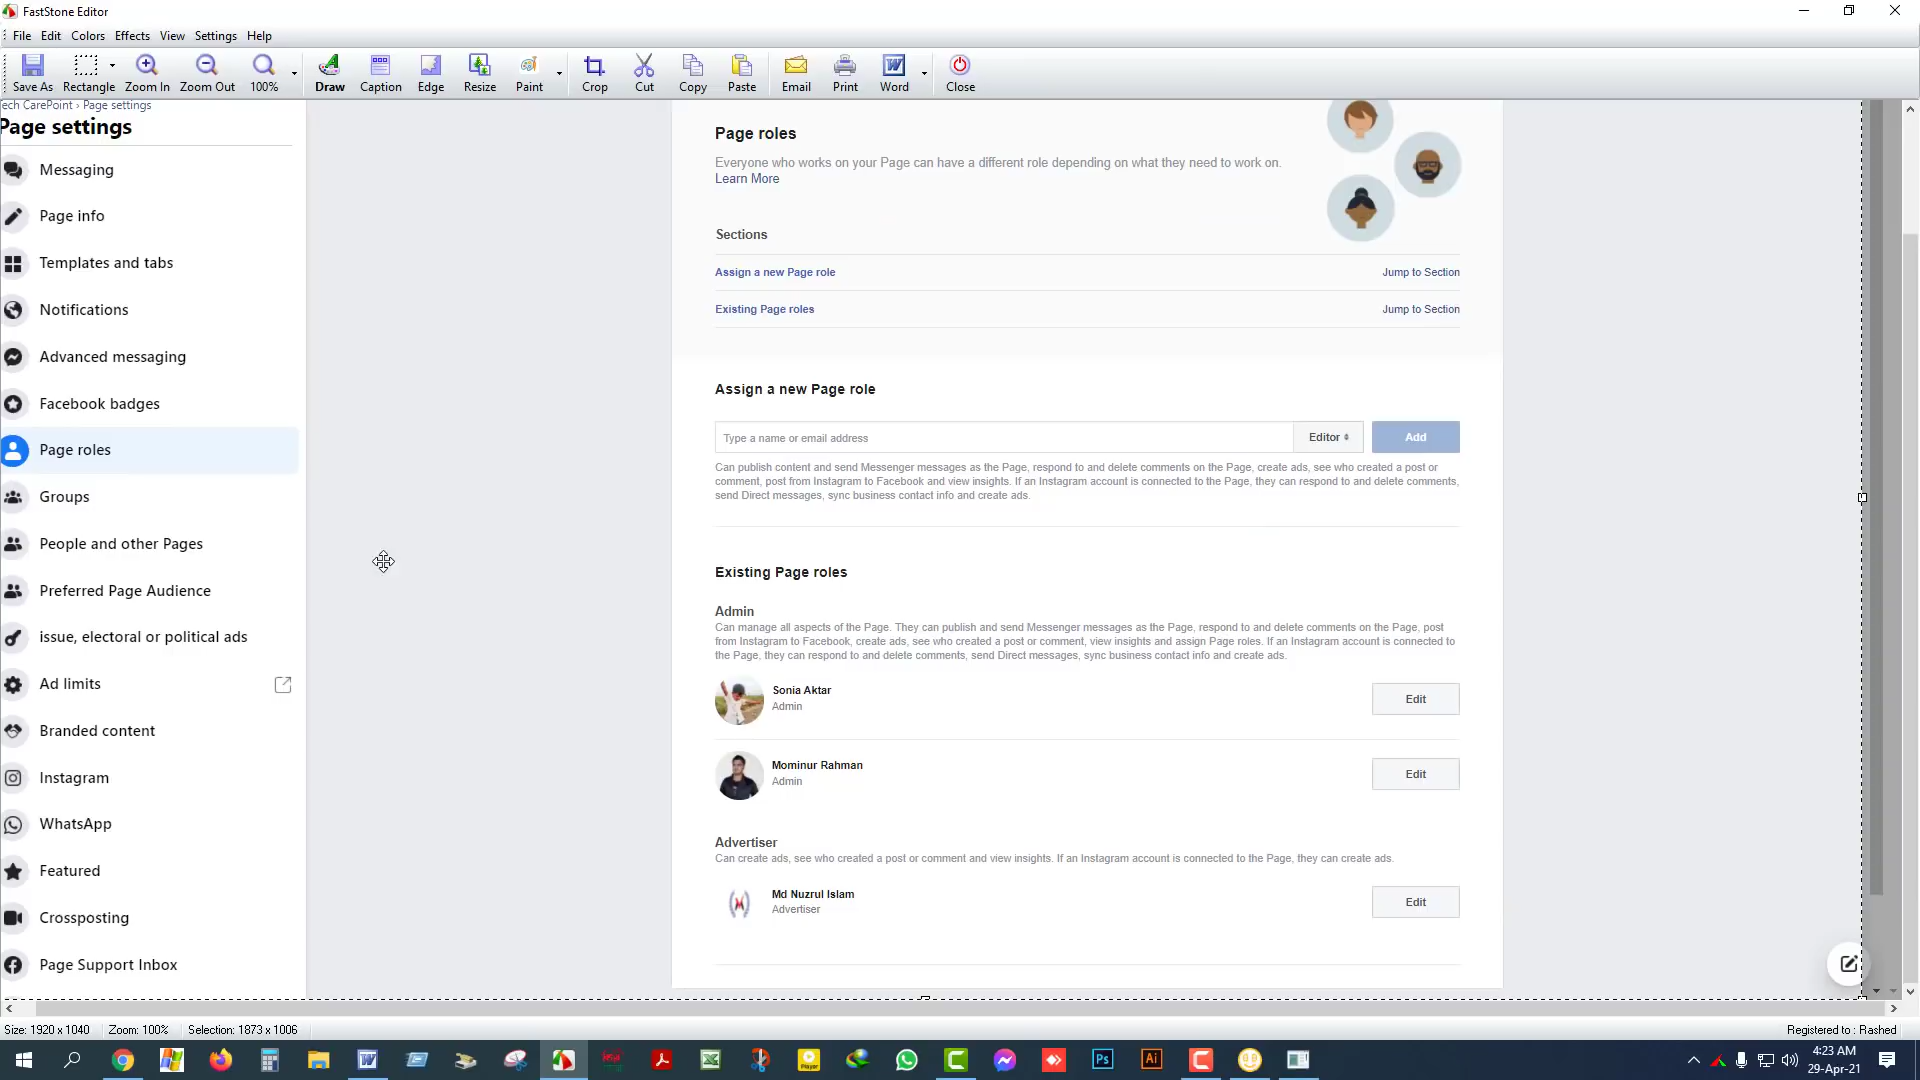 FastStone Editor
File Edit Colors Effects View Settings Help
Save As Rectangle Zoom In Zoom Out 100% Draw Caption Edge Resize Paint Crop Cut Copy Paste Email Print Word Close
ech CarePoint › Page settings
Page settings
Messaging
Page info
Templates and tabs
Notifications
Advanced messaging
Facebook badges
Page roles
Groups
People and other Pages
Preferred Page Audience
issue, electoral or political ads
Ad limits
Branded content
Instagram
WhatsApp
Featured
Crossposting
Page Support Inbox
Page roles
Everyone who works on your Page can have a different role depending on what they need to work on.
Learn More
Sections
Assign a new Page role Jump to Section
Existing Page roles Jump to Section
Assign a new Page role
Type a name or email address Editor Add
Can publish content and send Messenger messages as the Page, respond to and delete comments on the Page, create ads, see who created a post or
comment, post from Instagram to Facebook and view insights. If an Instagram account is connected to the Page, they can respond to and delete comments,
send Direct messages, sync business contact info and create ads.
Existing Page roles
Admin
Can manage all aspects of the Page. They can publish and send Messenger messages as the Page, respond to and delete comments on the Page, post
from Instagram to Facebook, create ads, see who created a post or comment, view insights and assign Page roles. If an Instagram account is connected to
the Page, they can respond to and delete comments, send Direct messages, sync business contact info and create ads.
Sonia Aktar
Admin
Edit
Mominur Rahman
Admin
Edit
Advertiser
Can create ads, see who created a post or comment and view insights. If an Instagram account is connected to the Page, they can create ads.
Md Nuzrul Islam
Advertiser
Edit
Size: 1920 x 1040 Zoom: 100% Selection: 1873 x 1006 Registered to : Rashed
Ps Ai
4:23 AM
29-Apr-21